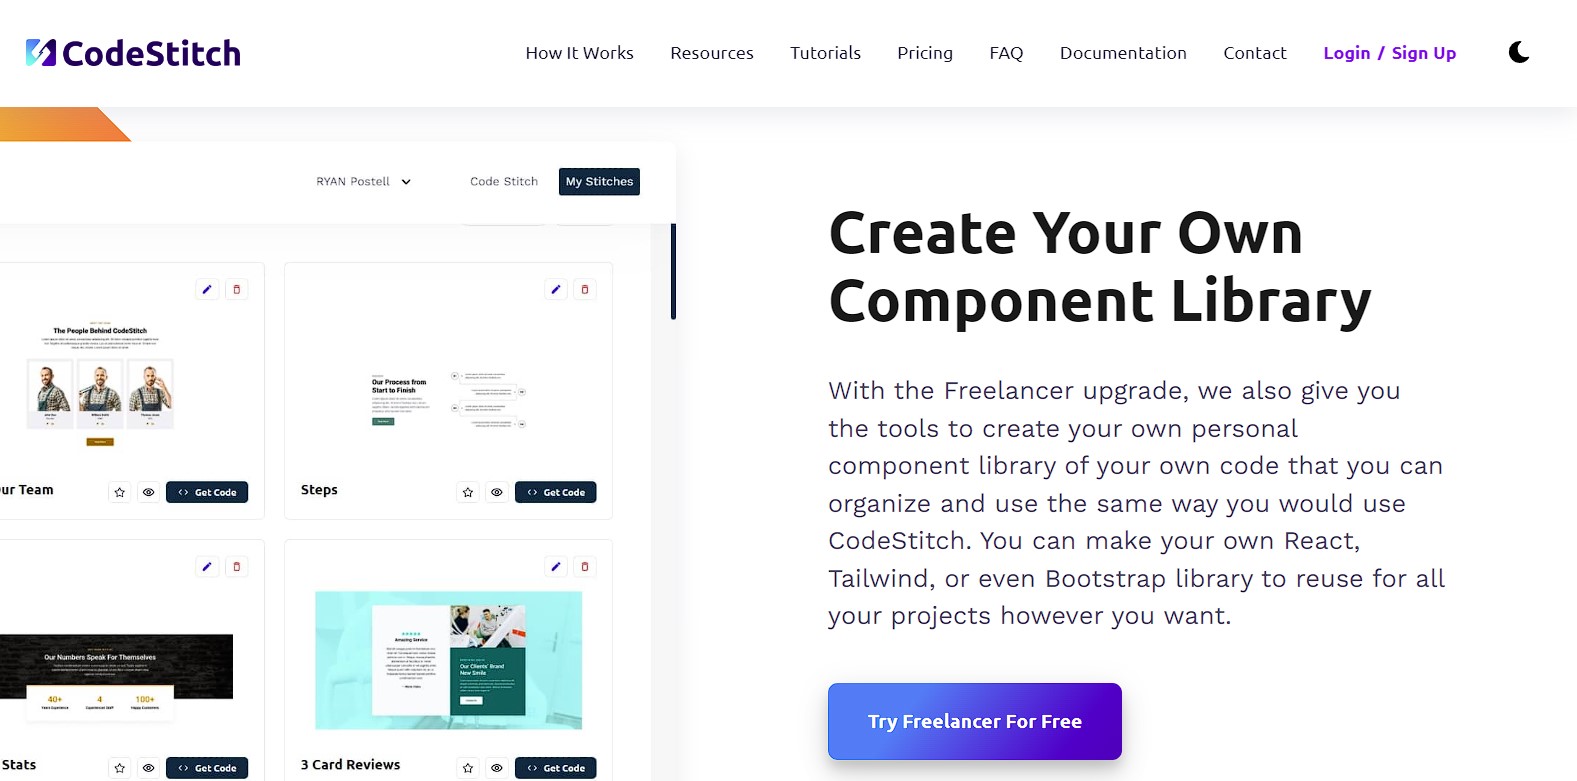 CodeStitch
How It Works
Resources
Tutorials
Pricing
FAQ
Documentation
Contact
Login / Sign Up
RYAN Postell
Code Stitch
My Stitches
The People Behind CodeStitch
ur Team
Get Code
Our Process from
Start to Finish
Steps
Get Code
Our Numbers Speak For Themselves
40+
4
100+
Stats
Get Code
Amazing Service
Our Clients' Brand
New Smile
3 Card Reviews
Get Code
Create Your Own
Component Library
With the Freelancer upgrade, we also give you
the tools to create your own personal
component library of your own code that you can
organize and use the same way you would use
CodeStitch. You can make your own React,
Tailwind, or even Bootstrap library to reuse for all
your projects however you want.
Try Freelancer For Free